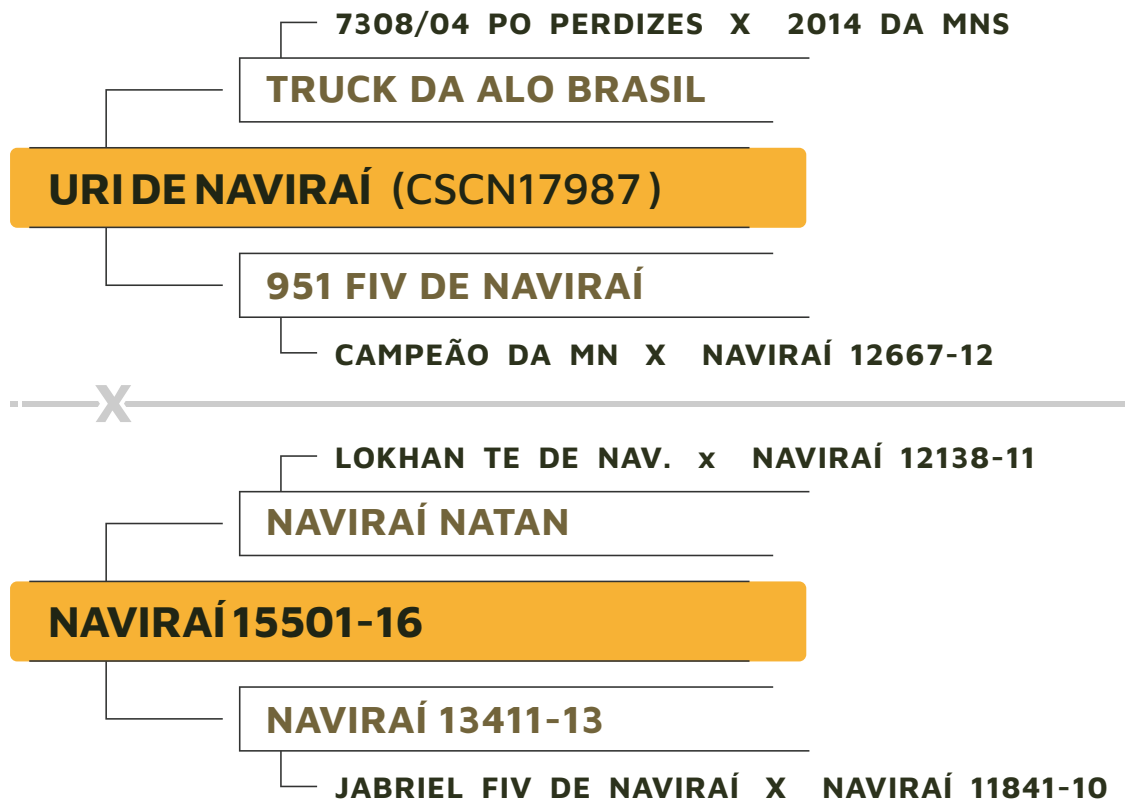 7308/04 PO PERDIZES X 2014 DA MNS
TRUCK DA ALO BRASIL
URI DE NAVIRAÍ (CSCN17987)
951 FIV DE NAVIRAÍ
CAMPEÃO DA MN X NAVIRAÍ 12667-12
X
LOKHAN TE DE NAV. x NAVIRAÍ 12138-11
NAVIRAÍ NATAN
NAVIRAÍ 15501-16
NAVIRAÍ 13411-13
JABRIEL FIV DE NAVIRAÍ X NAVIRAÍ 11841-10